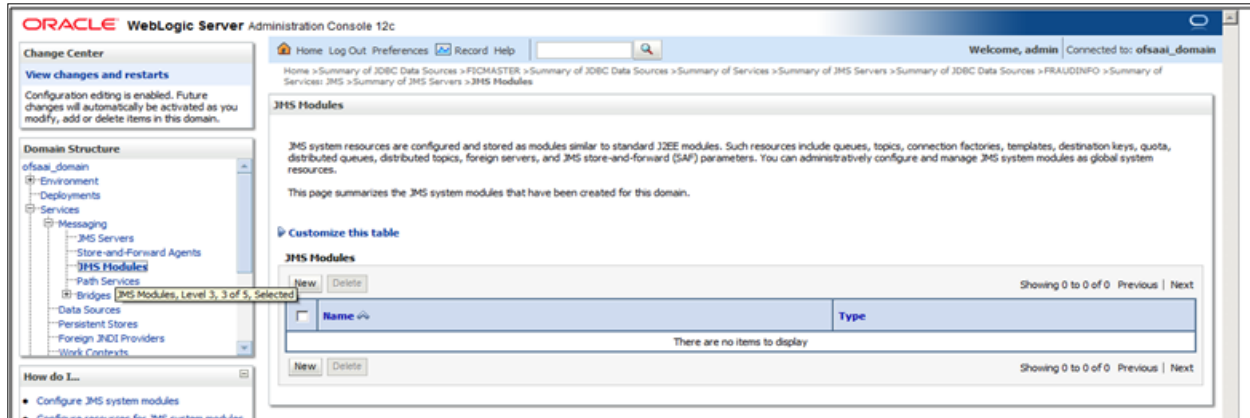 ORACLE WebLogic Server Administration Console 12c
Change Center
View changes and restarts
Configuration editing is enabled. Future
changes will automatically be activated as you
modify, add or delete items in this domain.
Domain Structure
ofsaai_domain
Environment
Deployments
Services
Messaging
JMS Servers
Store-and-Forward Agents
JMS Modules
Path Services
Bridges
JMS Modules, Level 3, 3 of 5, Selected
Data Sources
Persistent Stores
Foreign JNDI Providers
Work Contexts
How do I...
Configure JMS system modules
Configure resources for JMS system modules
Home Log Out Preferences Record Help
Welcome, admin Connected to: ofsaai_domain
Home >Summary of JDBC Data Sources >FICMASTER >Summary of JDBC Data Sources >Summary of Services >Summary of JMS Servers >Summary of JDBC Data Sources >FRAUDINFO >Summary of
Services: JMS >Summary of JMS Servers >JMS Modules
JMS Modules
JMS system resources are configured and stored as modules similar to standard J2EE modules. Such resources include queues, topics, connection factories, templates, destination keys, quota,
distributed queues, distributed topics, foreign servers, and JMS store-and-forward (SAF) parameters. You can administratively configure and manage JMS system modules as global system
resources.
This page summarizes the JMS system modules that have been created for this domain.
Customize this table
JMS Modules
New Delete Showing 0 to 0 of 0 Previous | Next
Name Type
There are no items to display
New Delete Showing 0 to 0 of 0 Previous | Next